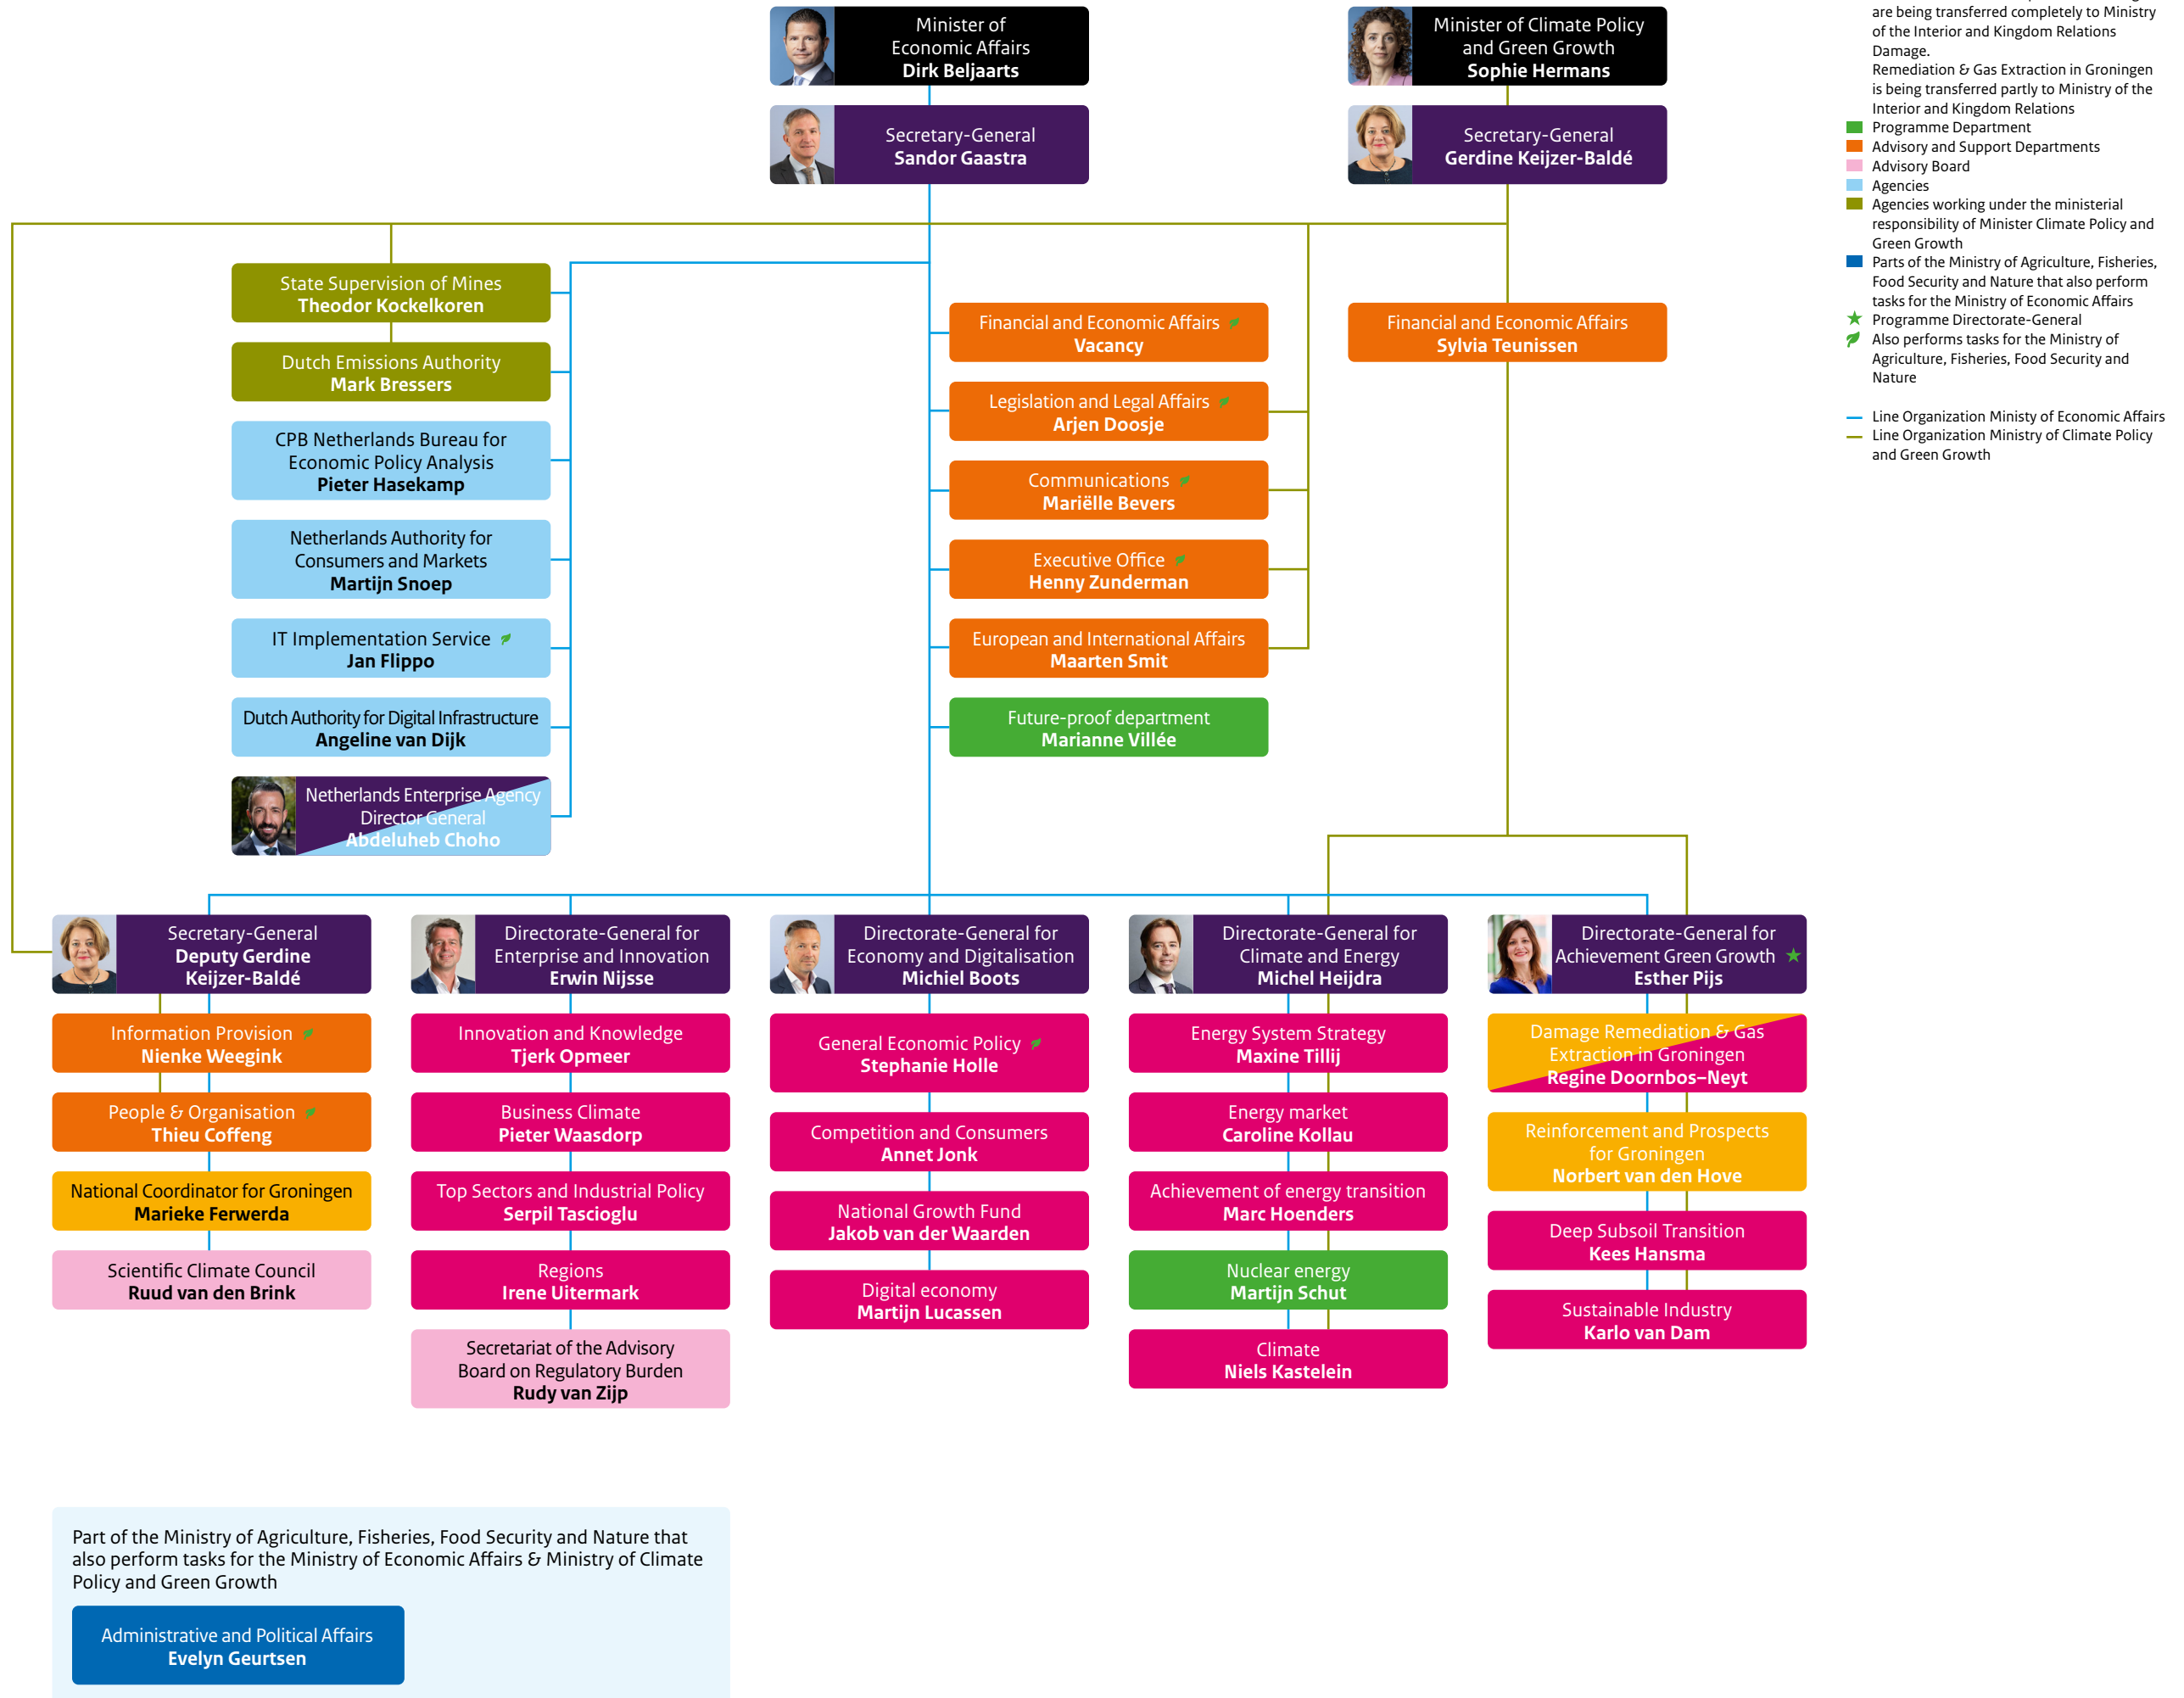 Minister of
Economic Affairs
Dirk Beljaarts
Minister of Climate Policy
and Green Growth
Sophie Hermans
Secretary-General
Sandor Gaastra
Secretary-General
Gerdine Keijzer-Baldé
are being transferred completely to Ministry
of the Interior and Kingdom Relations
Damage.
Remediation & Gas Extraction in Groningen
is being transferred partly to Ministry of the
Interior and Kingdom Relations
Programme Department
Advisory and Support Departments
Advisory Board
Agencies
Agencies working under the ministerial
responsibility of Minister Climate Policy and
Green Growth
Parts of the Ministry of Agriculture, Fisheries,
Food Security and Nature that also perform
tasks for the Ministry of Economic Affairs
Programme Directorate-General
Also performs tasks for the Ministry of
Agriculture, Fisheries, Food Security and
Nature
Line Organization Ministy of Economic Affairs
Line Organization Ministry of Climate Policy
and Green Growth
State Supervision of Mines
Theodor Kockelkoren
Dutch Emissions Authority
Mark Bressers
CPB Netherlands Bureau for
Economic Policy Analysis
Pieter Hasekamp
Netherlands Authority for
Consumers and Markets
Martijn Snoep
IT Implementation Service
Jan Flippo
Dutch Authority for Digital Infrastructure
Angeline van Dijk
Netherlands Enterprise Agency
Director General
Abdeluheb Choho
Financial and Economic Affairs
Vacancy
Legislation and Legal Affairs
Arjen Doosje
Communications
Mariëlle Bevers
Executive Office
Henny Zunderman
European and International Affairs
Maarten Smit
Future-proof department
Marianne Villée
Financial and Economic Affairs
Sylvia Teunissen
Secretary-General
Deputy Gerdine
Keijzer-Baldé
Information Provision
Nienke Weegink
People & Organisation
Thieu Coffeng
National Coordinator for Groningen
Marieke Ferwerda
Scientific Climate Council
Ruud van den Brink
Directorate-General for
Enterprise and Innovation
Erwin Nijsse
Innovation and Knowledge
Tjerk Opmeer
Business Climate
Pieter Waasdorp
Top Sectors and Industrial Policy
Serpil Tascioglu
Regions
Irene Uitermark
Secretariat of the Advisory
Board on Regulatory Burden
Rudy van Zijp
Directorate-General for
Economy and Digitalisation
Michiel Boots
General Economic Policy
Stephanie Holle
Competition and Consumers
Annet Jonk
National Growth Fund
Jakob van der Waarden
Digital economy
Martijn Lucassen
Directorate-General for
Climate and Energy
Michel Heijdra
Energy System Strategy
Maxine Tillij
Energy market
Caroline Kollau
Achievement of energy transition
Marc Hoenders
Nuclear energy
Martijn Schut
Climate
Niels Kastelein
Directorate-General for
Achievement Green Growth
Esther Pijs
Damage Remediation & Gas
Extraction in Groningen
Regine Doornbos–Neyt
Reinforcement and Prospects
for Groningen
Norbert van den Hove
Deep Subsoil Transition
Kees Hansma
Sustainable Industry
Karlo van Dam
Part of the Ministry of Agriculture, Fisheries, Food Security and Nature that
also perform tasks for the Ministry of Economic Affairs & Ministry of Climate
Policy and Green Growth
Administrative and Political Affairs
Evelyn Geurtsen